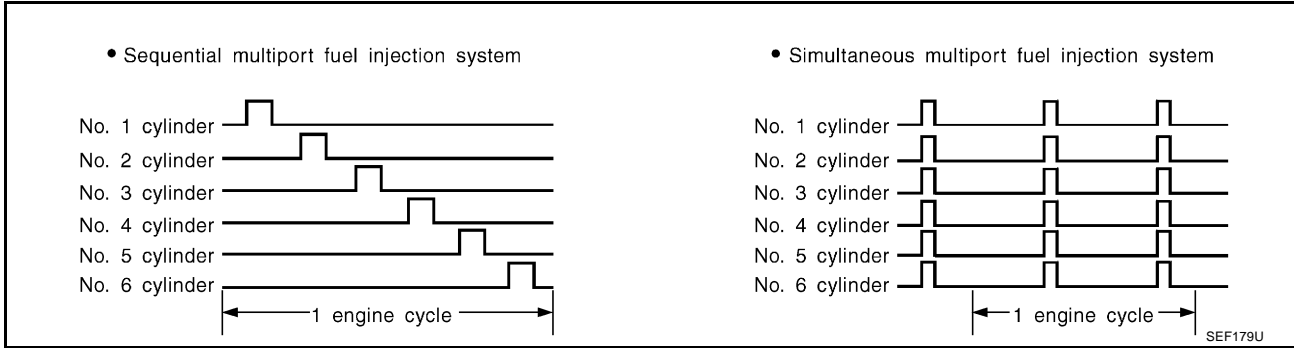 • Sequential multiport fuel injection system
No. 1 cylinder
No. 2 cylinder
No. 3 cylinder
No. 4 cylinder
No. 5 cylinder
No. 6 cylinder
1 engine cycle
• Simultaneous multiport fuel injection system
No. 1 cylinder
No. 2 cylinder
No. 3 cylinder
No. 4 cylinder
No. 5 cylinder
No. 6 cylinder
1 engine cycle
SEF179U